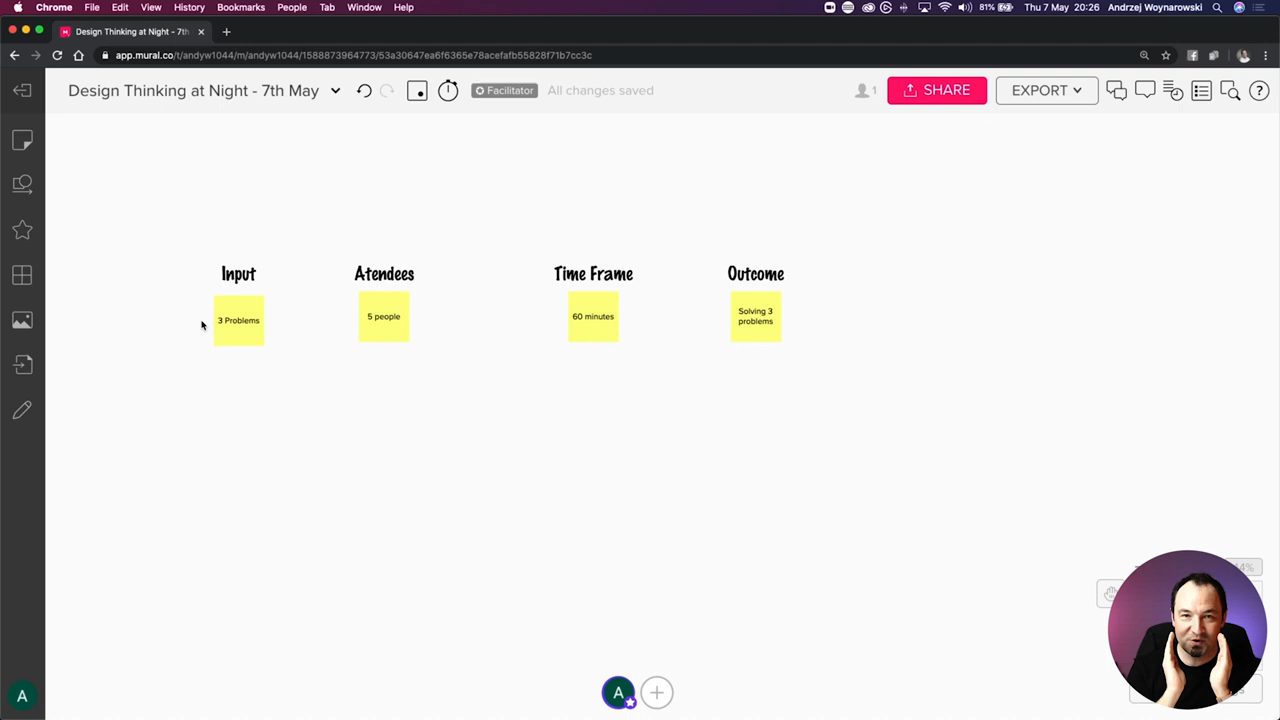 Chrome File Edit View History Bookmarks People Tab Window Help 81% Thu 7 May 20:26 Andrzej Woynarowski
Design Thinking at Night - 7th
app.mural.co/t/andyw1044/m/andyw1044/1588873964773/53a30647ea6f6365e78acefafb55828f71b7cc3c
Design Thinking at Night - 7th May Facilitator All changes saved 1 SHARE EXPORT ?
Input Atendees Time Frame Outcome
3 Problems 5 people 60 minutes Solving 3
problems
A A